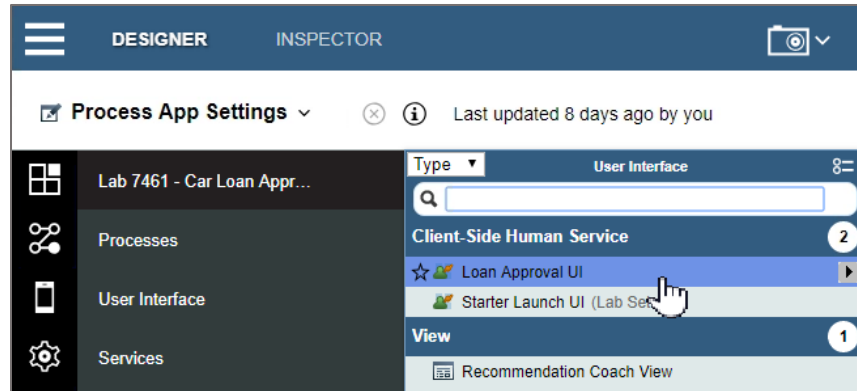 DESIGNER INSPECTOR
Process App Settings Last updated 8 days ago by you
Type User Interface
Lab 7461 - Car Loan Appr...
Client-Side Human Service 2
Processes
Loan Approval UI
User Interface
Starter Launch UI (Lab Se
View 1
Services
Recommendation Coach View